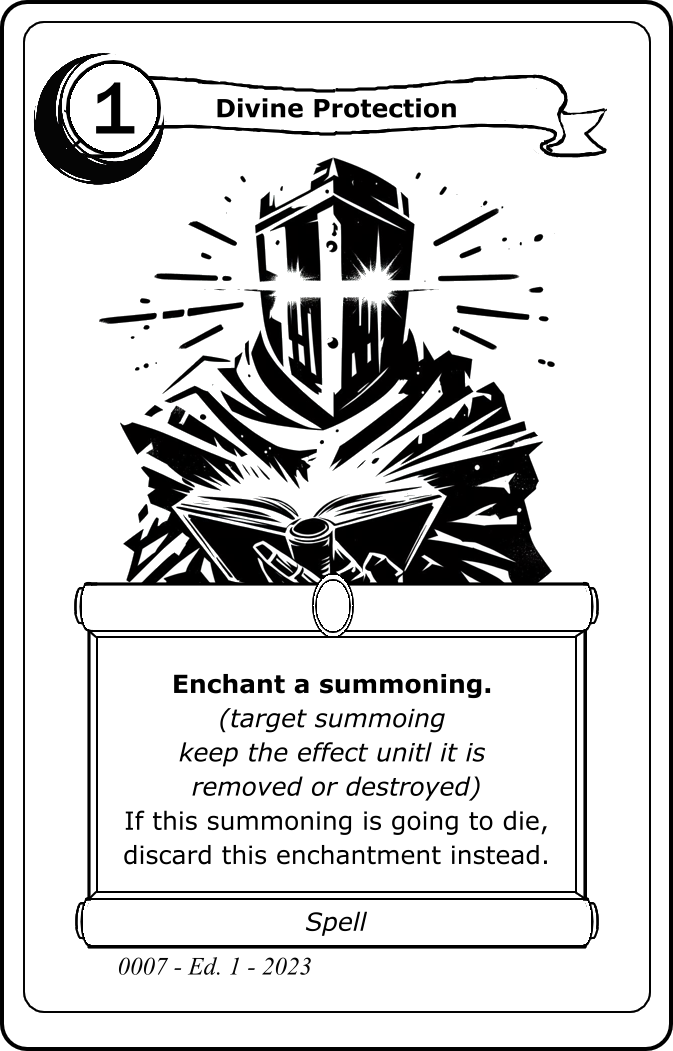 1
Divine Protection
Enchant a summoning.
(target summoing
keep the effect unitl it is
removed or destroyed)
If this summoning is going to die,
discard this enchantment instead.
Spell
0007 - Ed. 1 - 2023